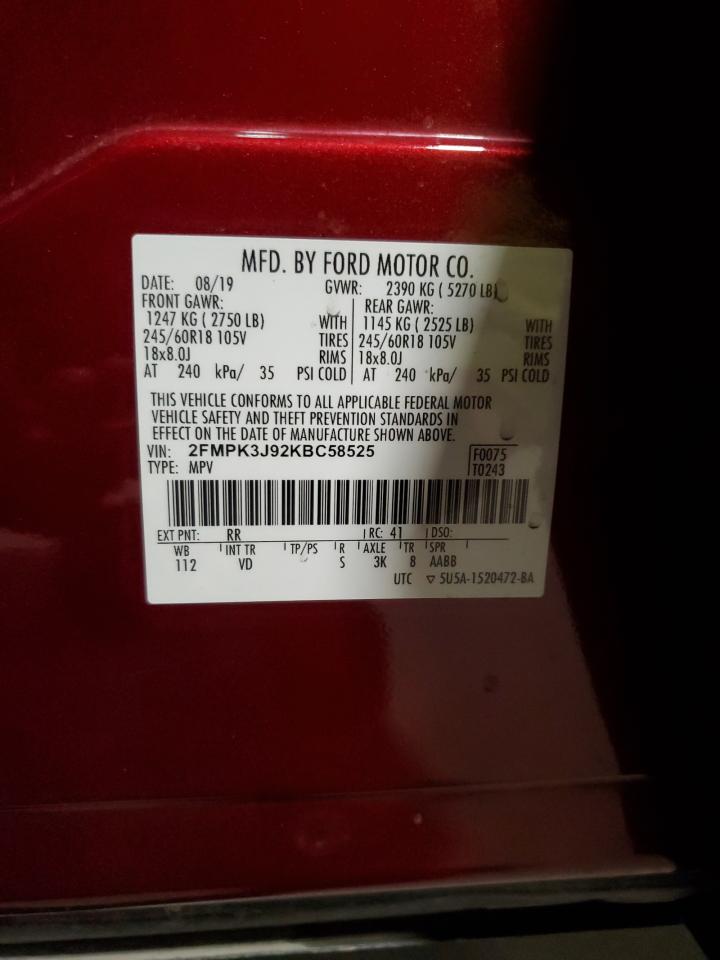 MFD. BY FORD MOTOR CO.
DATE: 08/19 GVWR: 2390 KG ( 5270 LB)
FRONT GAWR: REAR GAWR:
1247 KG ( 2750 LB) WITH 1145 KG ( 2525 LB) WITH
245/60R18 105V TIRES 245/60R18 105V TIRES
18x8.0J RIMS 18x8.0J RIMS
AT 240 kPa/ 35 PSI COLD AT 240 kPa/ 35 PSI COLD
THIS VEHICLE CONFORMS TO ALL APPLICABLE FEDERAL MOTOR
VEHICLE SAFETY AND THEFT PREVENTION STANDARDS IN
EFFECT ON THE DATE OF MANUFACTURE SHOWN ABOVE.
VIN: 2FMPK3J92KBC58525 F0075
TYPE: MPV T0243
EXT PNT: RR RC: 41 DSO:
WB INT TR TP/PS R AXLE TR SPR
112 VD S 3K 8 AABB
UTC ▽ 5U5A-1520472-BA